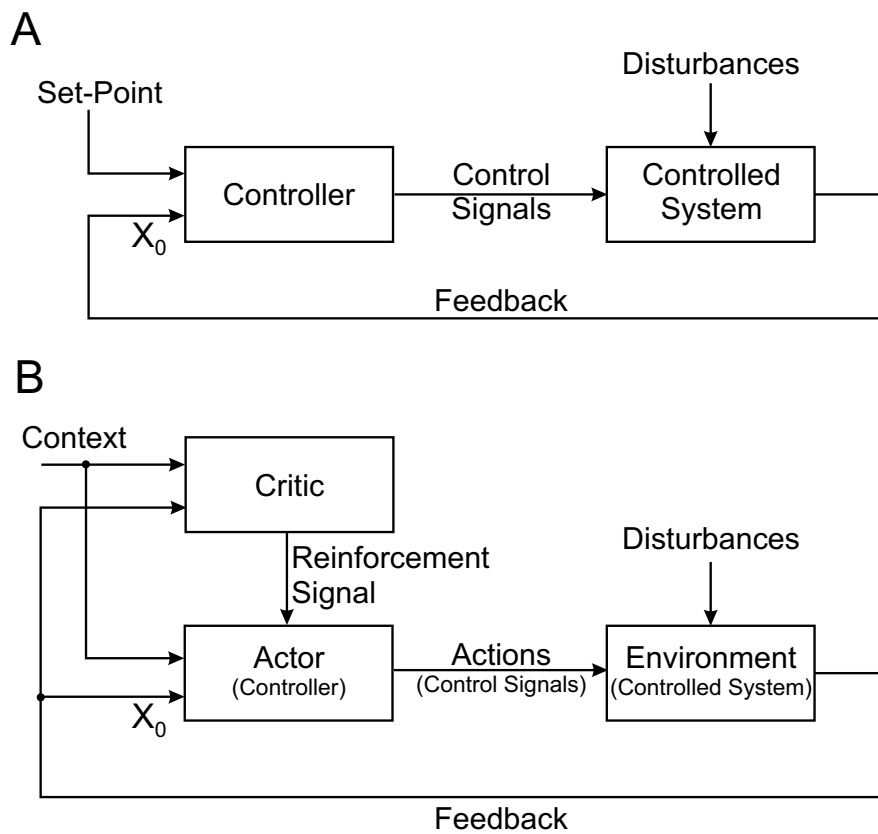 A
Disturbances
Set-Point
Controller
Control
Signals
Controlled
System
X₀
Feedback
B
Context
Critic
Reinforcement
Signal
Disturbances
Actor
(Controller)
Actions
(Control Signals)
Environment
(Controlled System)
X₀
Feedback